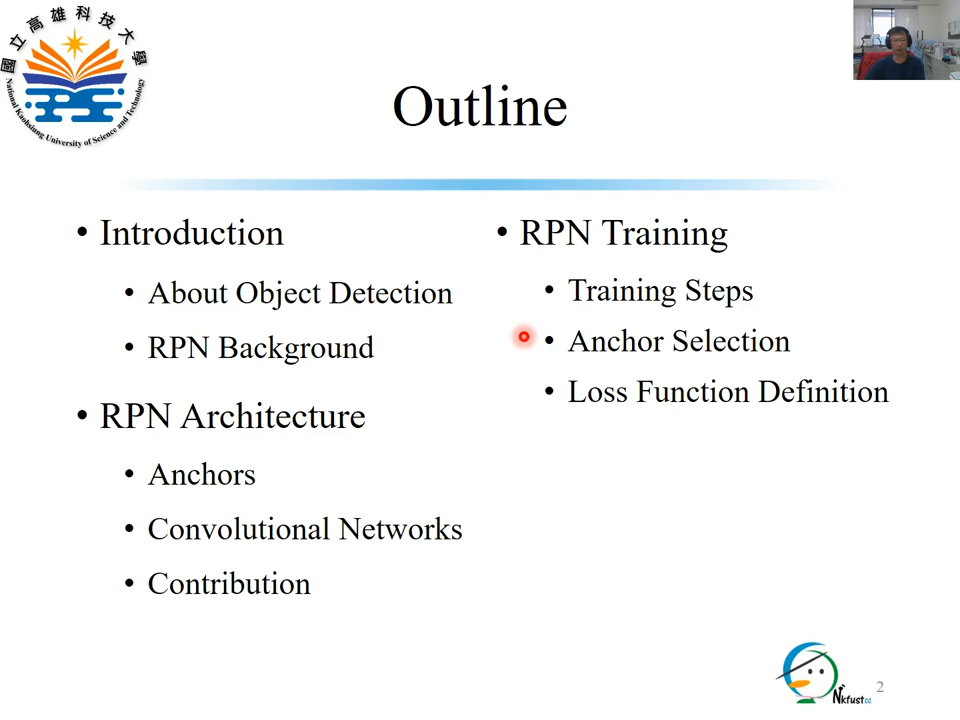 國立高雄科技大學
National Kaohsiung University of Science and Technology
Outline
• Introduction
• About Object Detection
• RPN Background
• RPN Architecture
• Anchors
• Convolutional Networks
• Contribution
• RPN Training
• Training Steps
• Anchor Selection
• Loss Function Definition
Nkfust cc
2